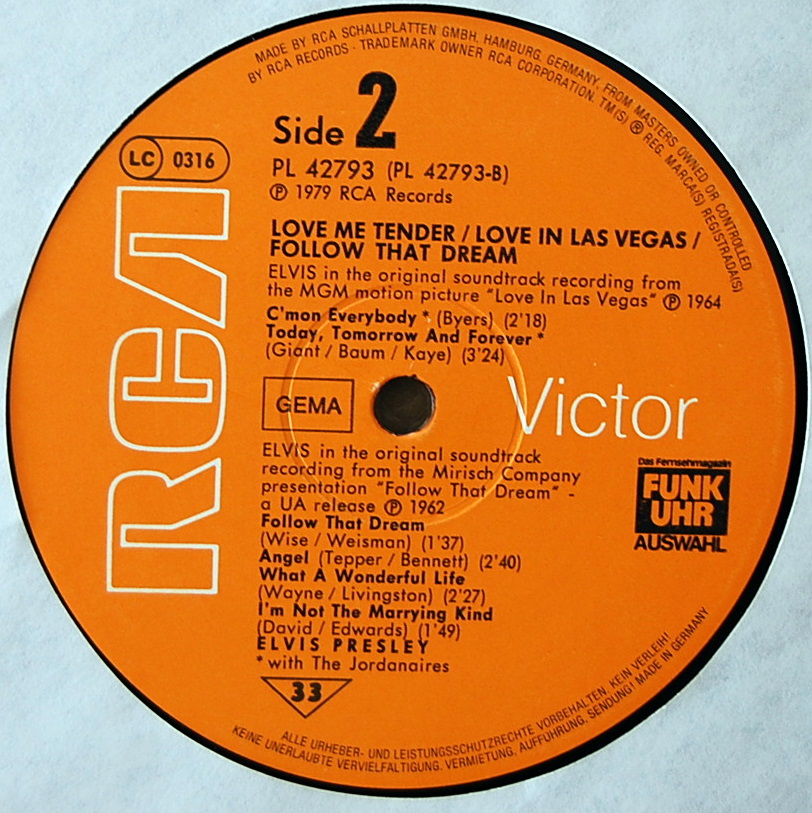 MADE BY RCA SCHALLPLATTEN GMBH, HAMBURG, GERMANY, FROM MASTERS OWNED OR CONTROLLED
BY RCA RECORDS · TRADEMARK OWNER RCA CORPORATION. TM(S) ® REG. MARCA(S) REGISTRADA(S)
Side 2
LC 0316
PL 42793 (PL 42793-B)
℗ 1979 RCA Records
LOVE ME TENDER / LOVE IN LAS VEGAS /
FOLLOW THAT DREAM
ELVIS in the original soundtrack recording from
the MGM motion picture "Love In Las Vegas" ℗ 1964
C'mon Everybody * (Byers) (2'18)
Today, Tomorrow And Forever *
(Giant / Baum / Kaye) (3'24)
RCA
GEMA
Victor
ELVIS in the original soundtrack
recording from the Mirisch Company
presentation "Follow That Dream" -
a UA release ℗ 1962
Follow That Dream
(Wise / Weisman) (1'37)
Angel (Tepper / Bennett) (2'40)
What A Wonderful Life
(Wayne / Livingston) (2'27)
I'm Not The Marrying Kind
(David / Edwards) (1'49)
ELVIS PRESLEY
* with The Jordanaires
33
Das Fernsehmagazin
FUNK
UHR
AUSWAHL
ALLE URHEBER- UND LEISTUNGSSCHUTZRECHTE VORBEHALTEN. KEIN VERLEIH!
KEINE UNERLAUBTE VERVIELFÄLTIGUNG. VERMIETUNG, AUFFÜHRUNG, SENDUNG! MADE IN GERMANY